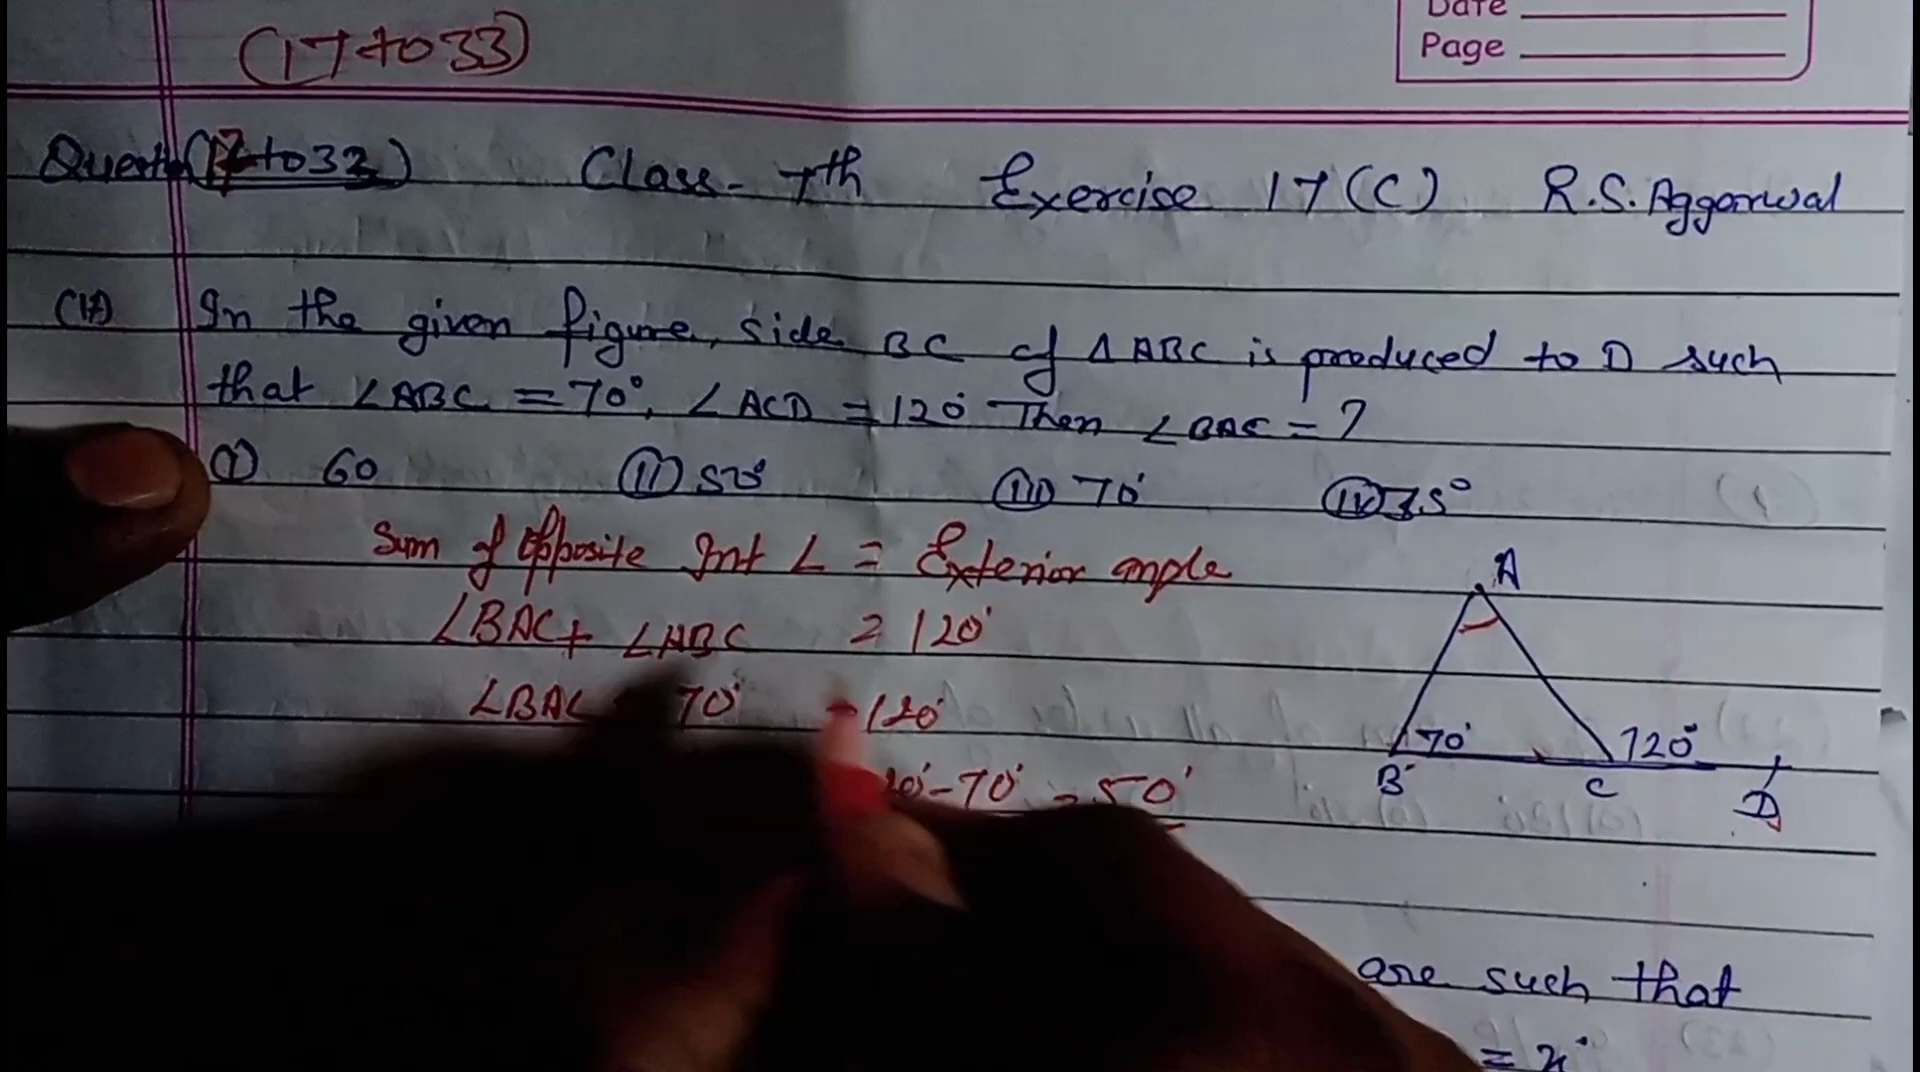 (17 to 33)
Date
Page
Questn (17 to 33) Class - 7th Exercise 17(C) R.S. Aggarwal
(17) In the given figure, side BC of ΔABC is produced to D such
that ∠ABC = 70°, ∠ACD = 120° Then ∠BAC = ?
(I) 60 (II) 50° (III) 70° (IV) 35°
Sum of opposite Int ∠ = Exterior angle
∠BAC + ∠ABC = 120°
∠BAC 70° = 120°
- 70° = 50°
A
70° 120°
B C D
are such that
= x°